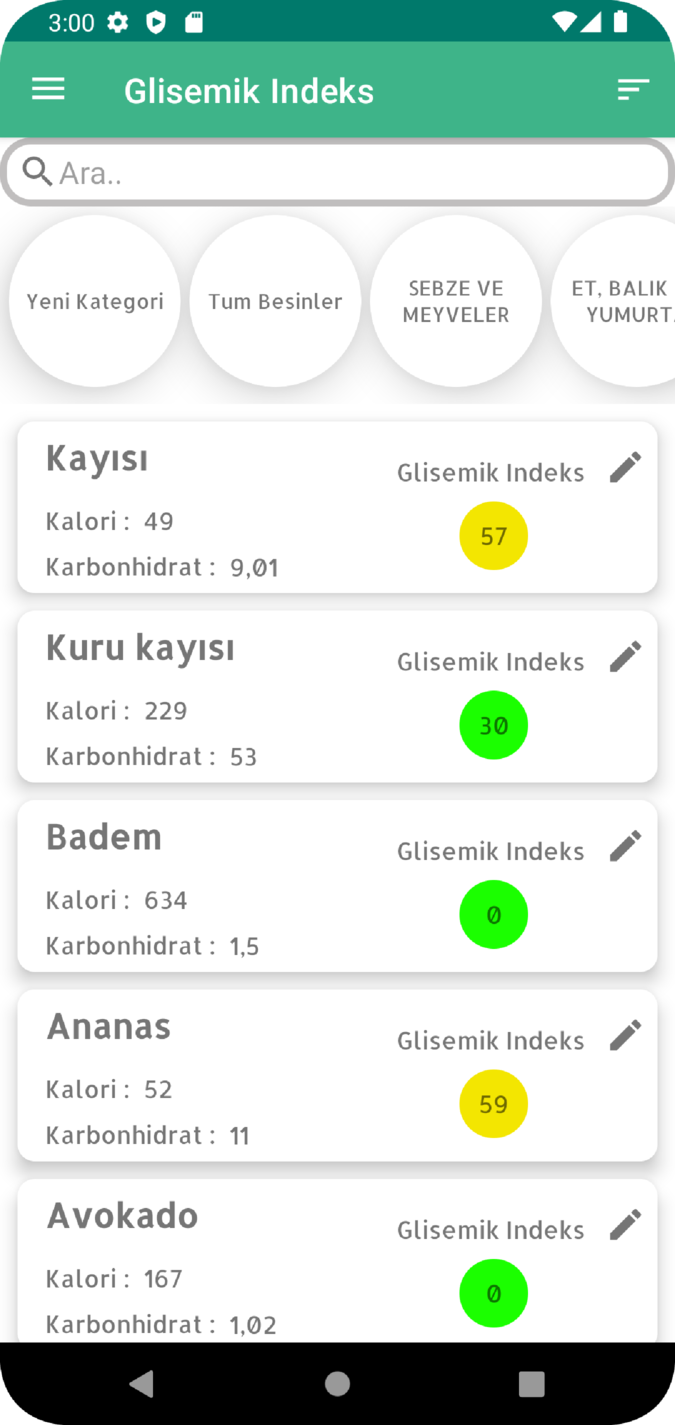 3:00
Glisemik Indeks
Ara..
Yeni Kategori
Tum Besinler
SEBZE VE
MEYVELER
ET, BALIK
YUMURT
Kayısı
Glisemik Indeks
Kalori : 49
57
Karbonhidrat : 9,01
Kuru kayısı
Glisemik Indeks
Kalori : 229
30
Karbonhidrat : 53
Badem
Glisemik Indeks
Kalori : 634
0
Karbonhidrat : 1,5
Ananas
Glisemik Indeks
Kalori : 52
59
Karbonhidrat : 11
Avokado
Glisemik Indeks
Kalori : 167
0
Karbonhidrat : 1,02